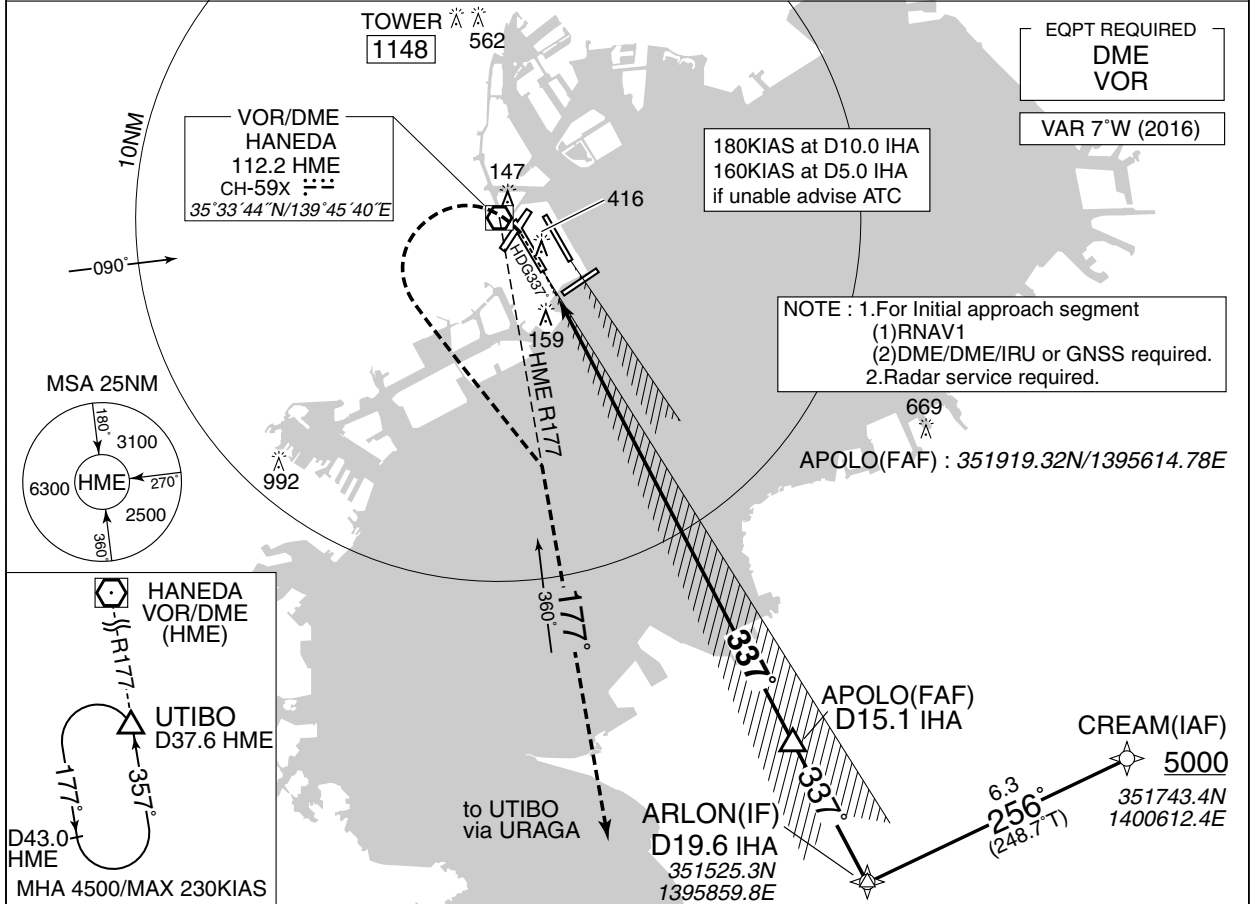 TOWER
562
1148
EQPT REQUIRED
DME
VOR
VAR 7°W (2016)
10NM
VOR/DME
HANEDA
112.2 HME
CH-59X
35°33´44˝N/139°45´40˝E
180KIAS at D10.0 IHA
160KIAS at D5.0 IHA
if unable advise ATC
147
416
090°
HDG337°
159
HME R177
NOTE : 1.For Initial approach segment
(1)RNAV1
(2)DME/DME/IRU or GNSS required.
2.Radar service required.
669
APOLO(FAF) : 351919.32N/1395614.78E
992
MSA 25NM
180°
3100
HME
270°
6300
2500
360°
360°
177°
337°
APOLO(FAF)
D15.1 IHA
337°
CREAM(IAF)
5000
351743.4N
1400612.4E
6.3
256°
(248.7°T)
ARLON(IF)
D19.6 IHA
351525.3N
1395859.8E
to UTIBO
via URAGA
HANEDA
VOR/DME
(HME)
R177
UTIBO
D37.6 HME
177°
357°
D43.0
HME
MHA 4500/MAX 230KIAS